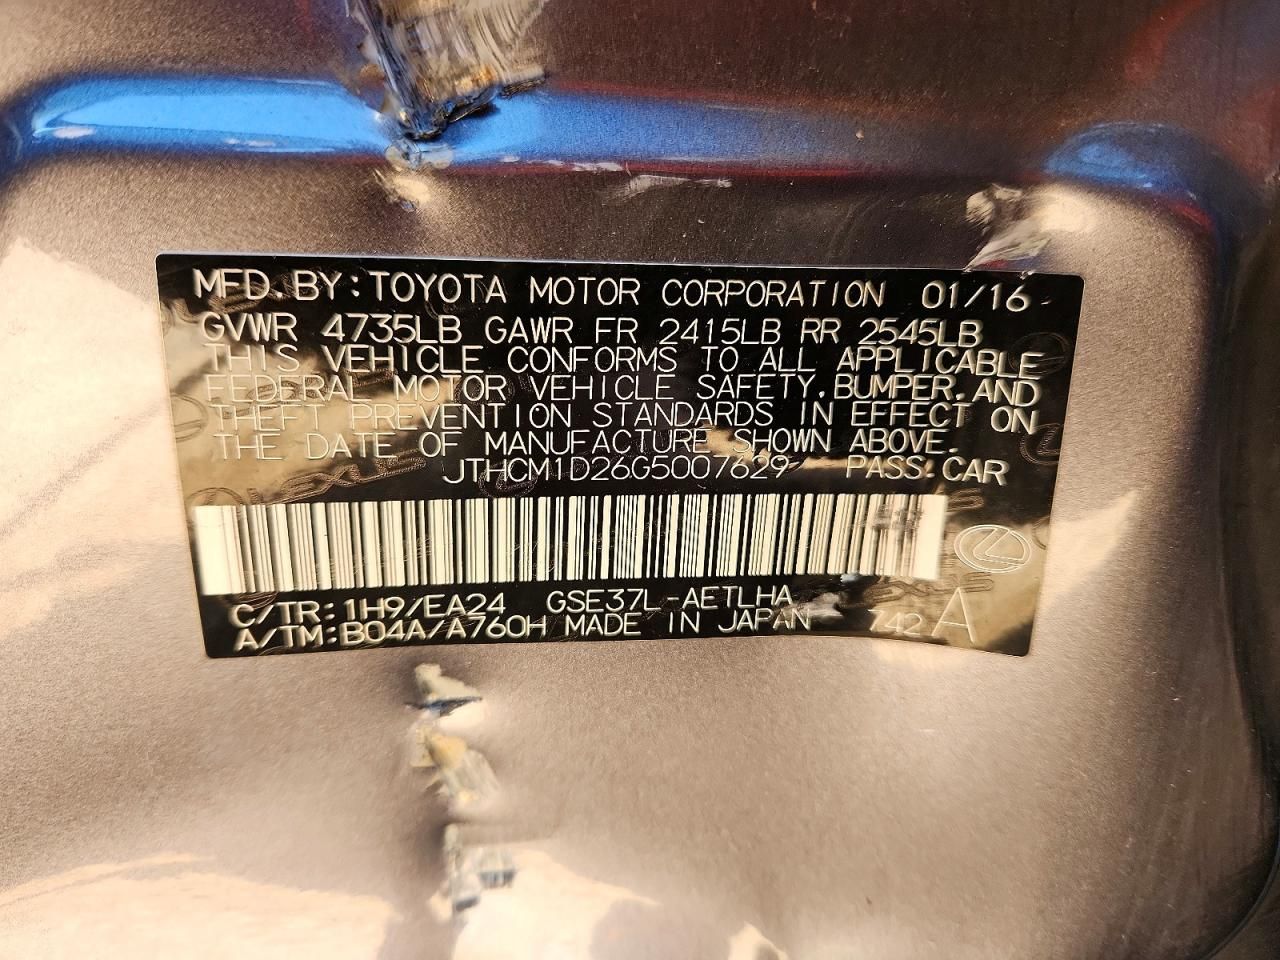 MFD. BY: TOYOTA MOTOR CORPORATION 01/16
GVWR 4735LB GAWR FR 2415LB RR 2545LB
THIS VEHICLE CONFORMS TO ALL APPLICABLE
FEDERAL MOTOR VEHICLE SAFETY, BUMPER, AND
THEFT PREVENTION STANDARDS IN EFFECT ON
THE DATE OF MANUFACTURE SHOWN ABOVE.
JTHCM1D26G5007629 PASS.CAR
C/TR: 1H9/EA24 GSE37L-AETLHA
A/TM: B04A/A760H MADE IN JAPAN 742 A